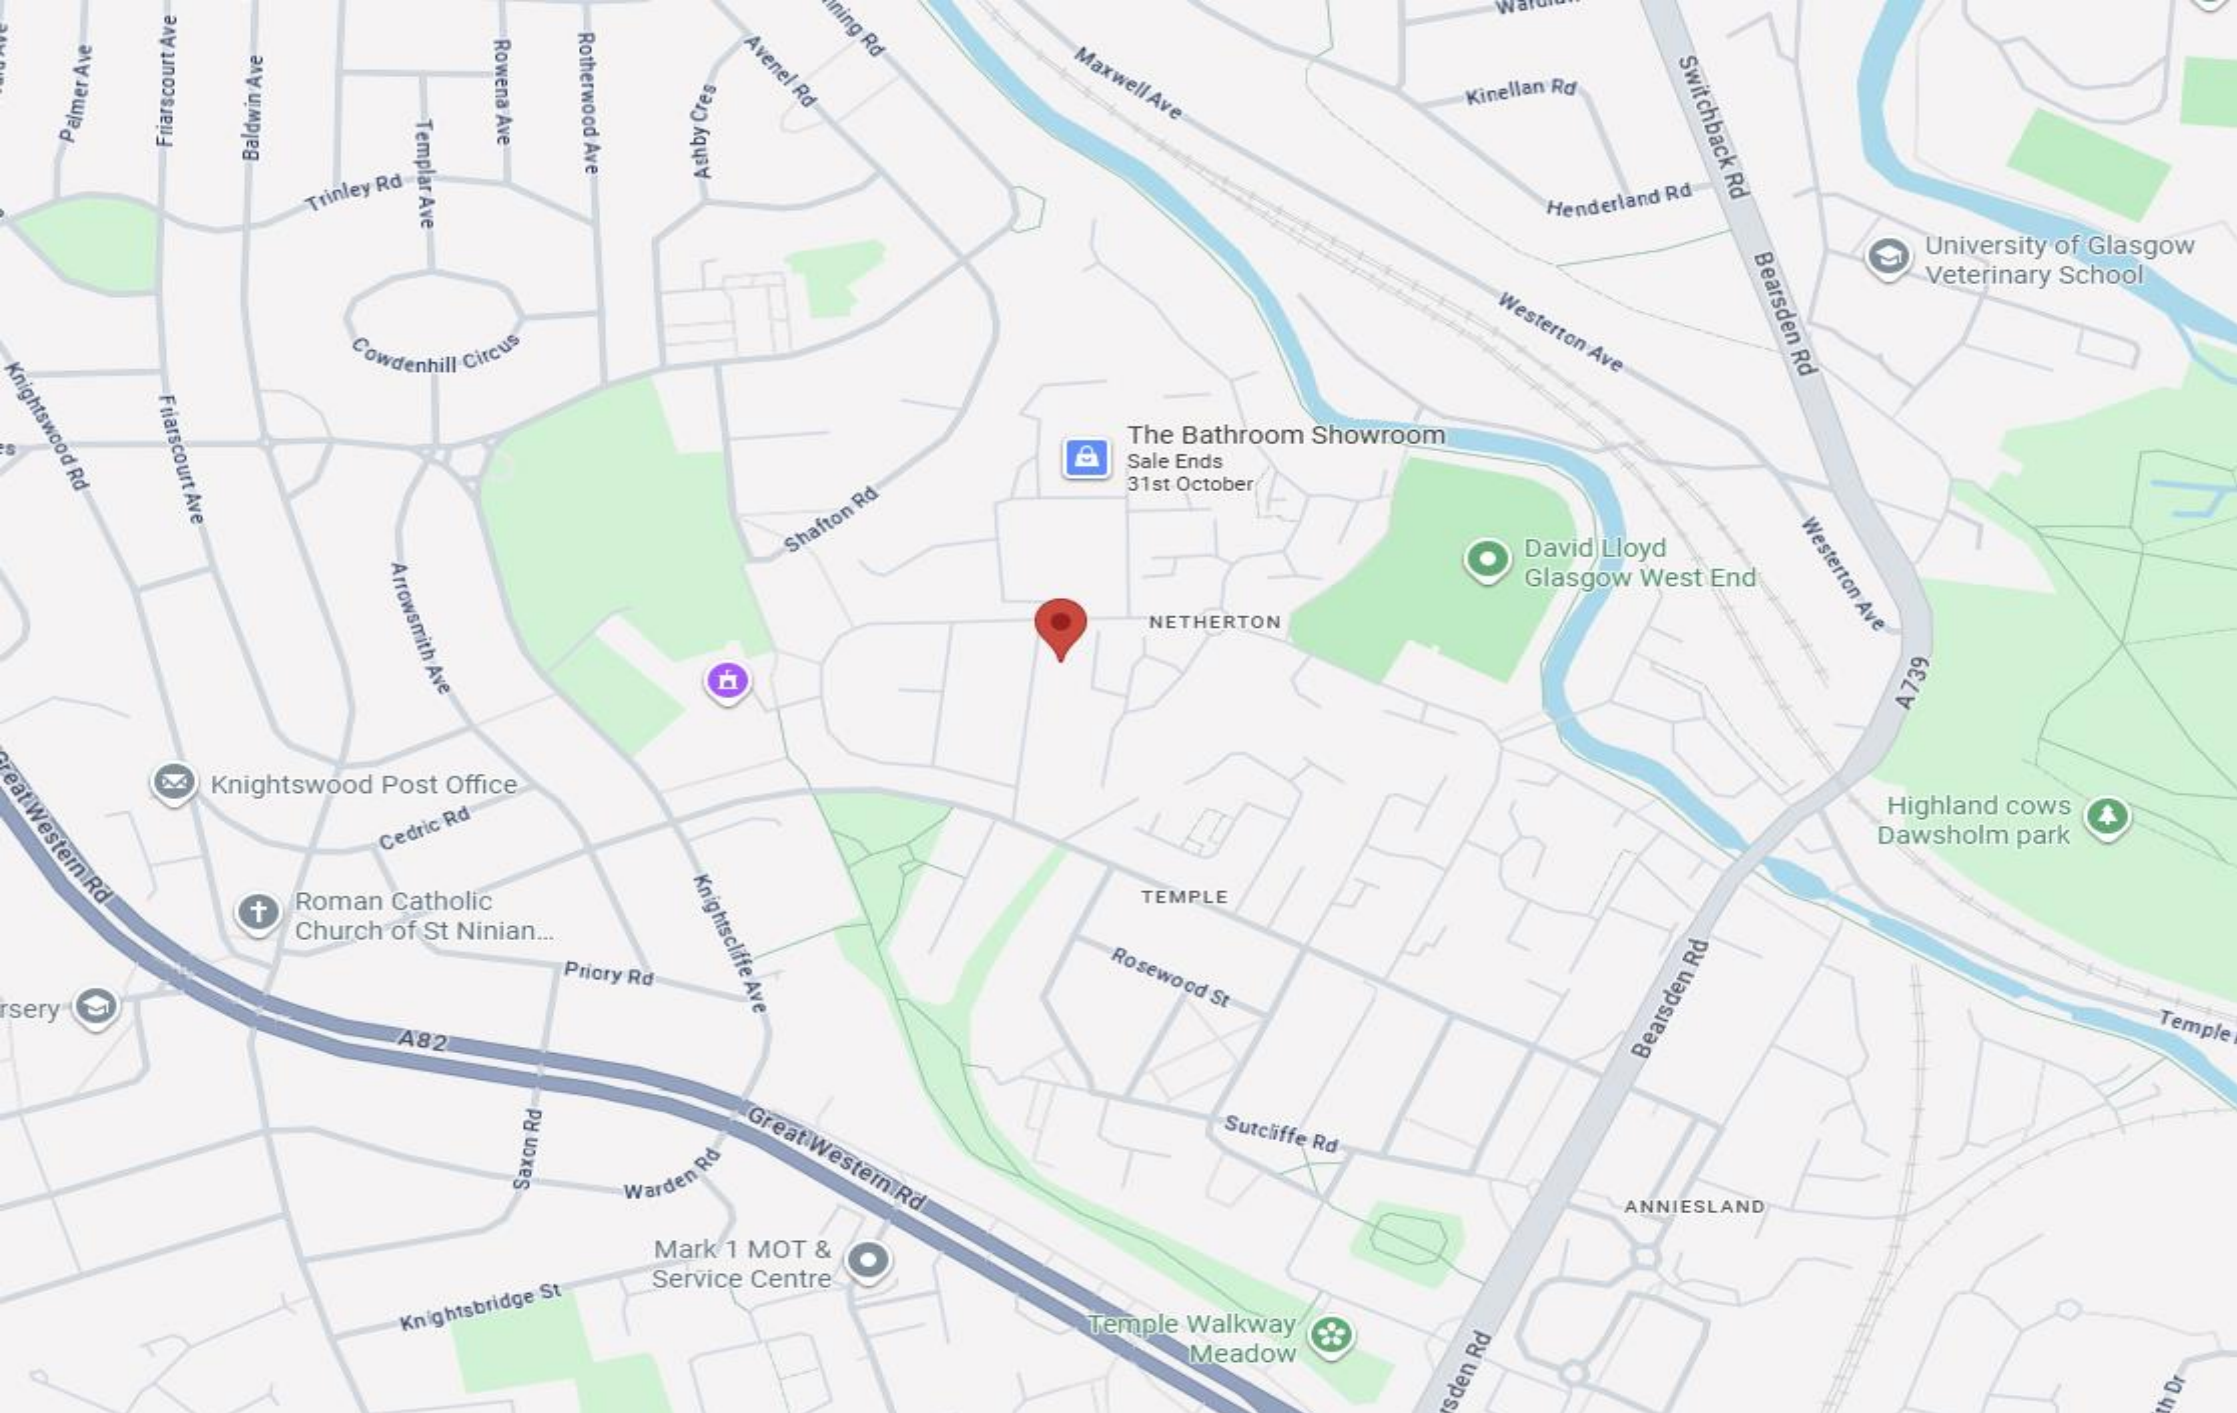 Palmer Ave
Friarscourt Ave
Baldwin Ave
Rowena Ave
Rotherwood Ave
Templar Ave
Trinley Rd
Ashby Cres
Avenel Rd
Rd
Maxwell Ave
Kinellan Rd
Switchback Rd
Henderland Rd
University of Glasgow
Veterinary School
Bearsden Rd
Westerton Ave
Cowdenhill Circus
Knightswood Rd
Friarscourt Ave
The Bathroom Showroom
Sale Ends
31st October
Shafton Rd
David Lloyd
Glasgow West End
Westerton Ave
Arrowsmith Ave
NETHERTON
A739
Knightswood Post Office
Great Western Rd
Cedric Rd
Highland cows
Dawsholm park
Roman Catholic
Church of St Ninian...
Knightscliffe Ave
TEMPLE
Rosewood St
Priory Rd
Bearsden Rd
rsery
A82
Temple
Saxon Rd
Great Western Rd
Sutcliffe Rd
Warden Rd
ANNIESLAND
Mark 1 MOT &
Service Centre
Knightsbridge St
Temple Walkway
Meadow
sden Rd
Dr